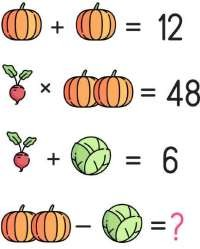 + = 12
× = 48
+ = 6
− = ?